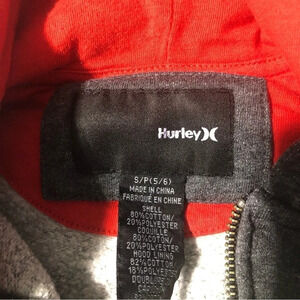 Hurley
S/P(5/6)
MADE IN CHINA
FABRIQUÉ EN CHINE
SHELL
80%COTTON/
20%POLYESTER
COQUILLE
80%COTON/
20%POLYESTER
HOOD LINING
82%COTTON/
18%POLYESTER